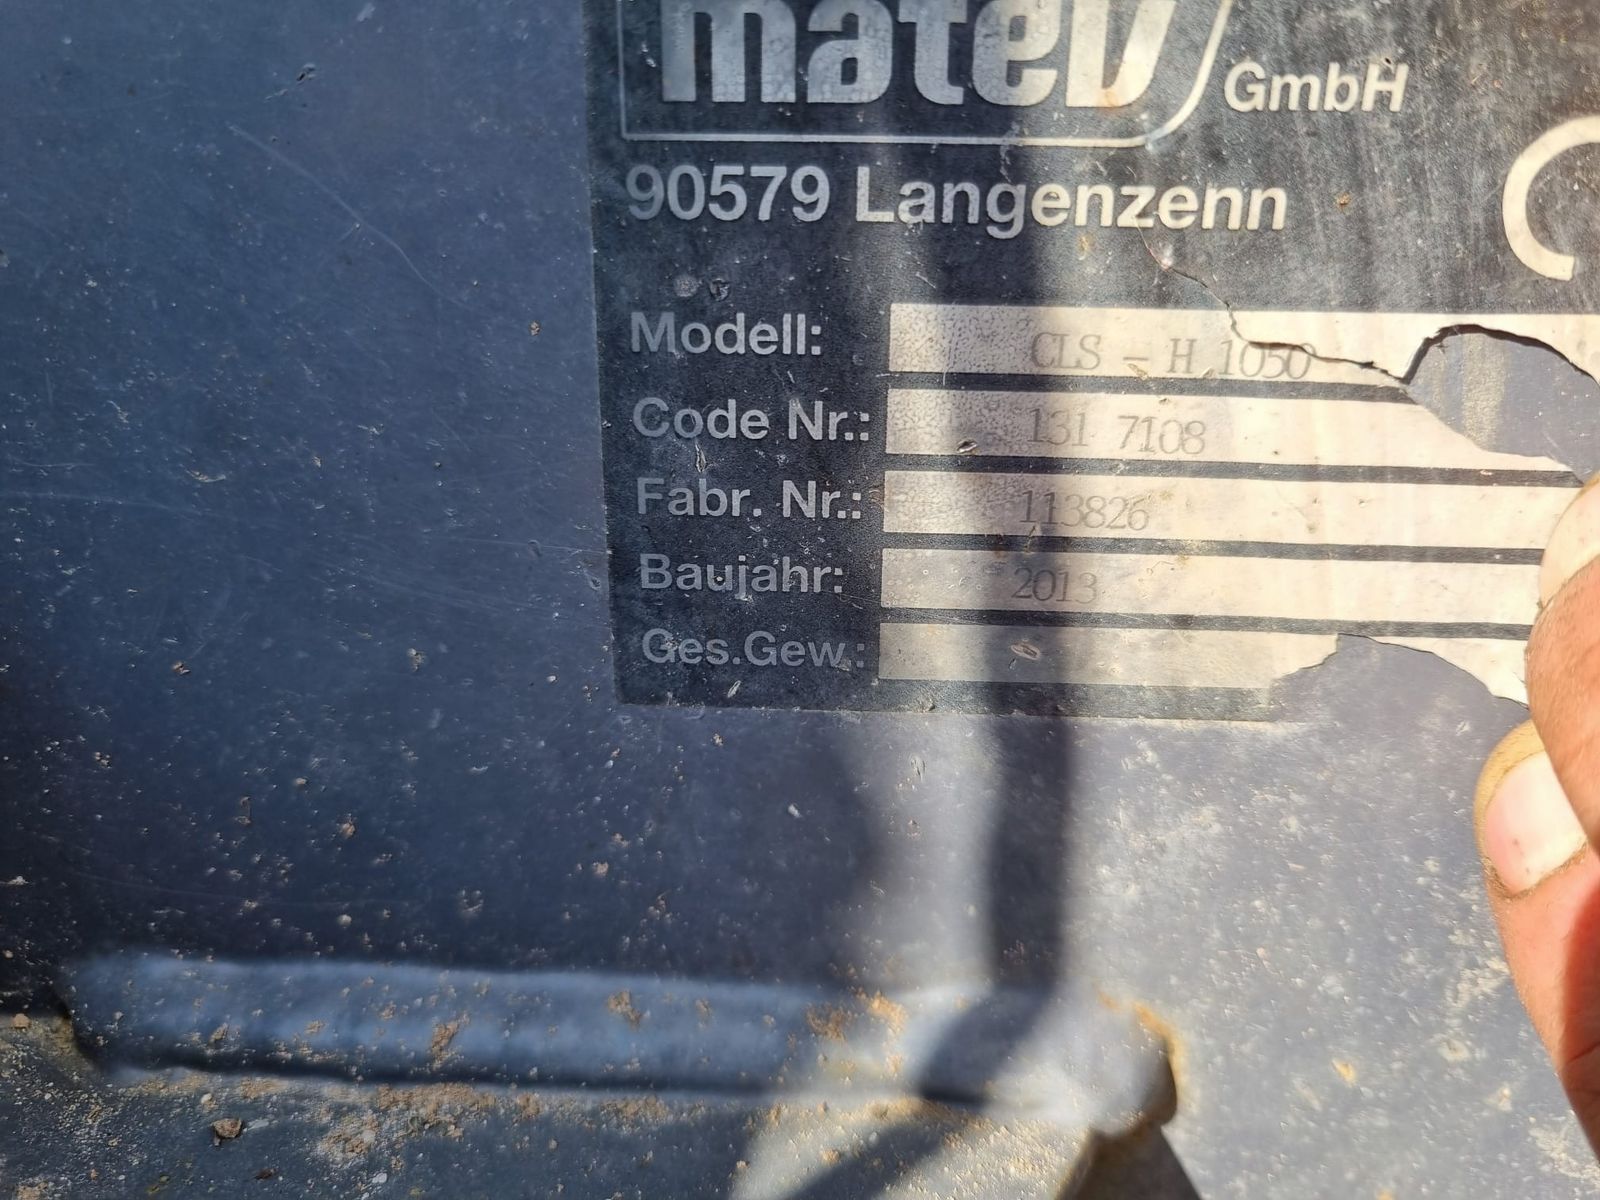 matev GmbH
90579 Langenzenn
Modell: CLS - H 1050
Code Nr.: 131 7108
Fabr. Nr.: 113826
Baujahr: 2013
Ges.Gew.: